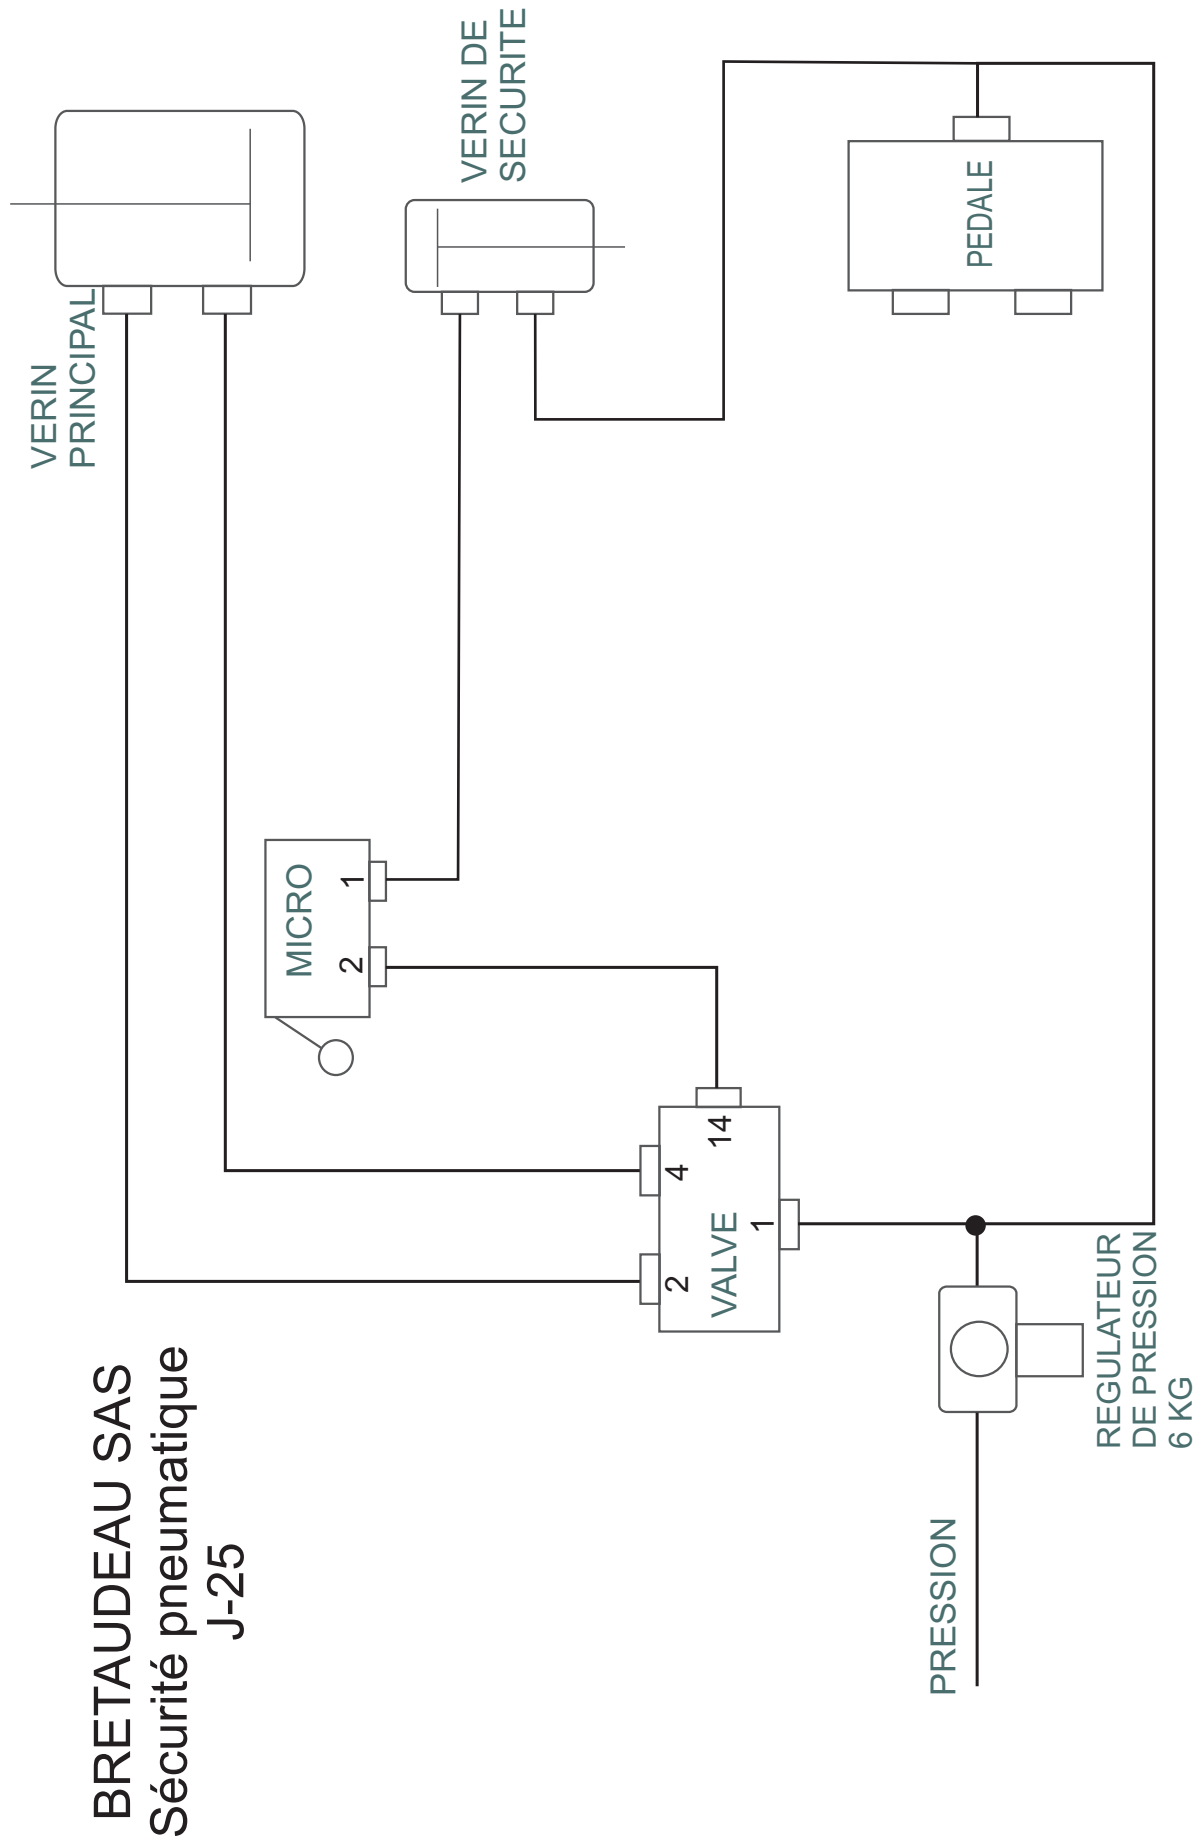 BRETAUDEAU SAS
Sécurité pneumatique
J-25
VERIN
PRINCIPAL
VERIN DE
SECURITE
MICRO
2
1
PEDALE
2
4
VALVE
14
1
PRESSION
REGULATEUR
DE PRESSION
6 KG